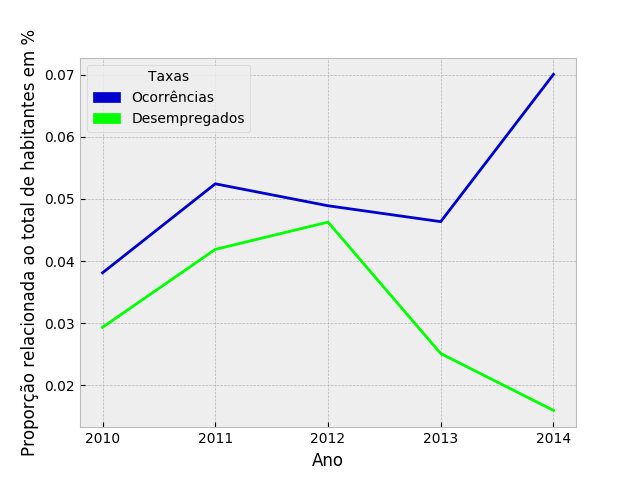 Proporção relacionada ao total de habitantes em %
0.07
0.06
0.05
0.04
0.03
0.02
Taxas
Ocorrências
Desempregados
2010 2011 2012 2013 2014
Ano